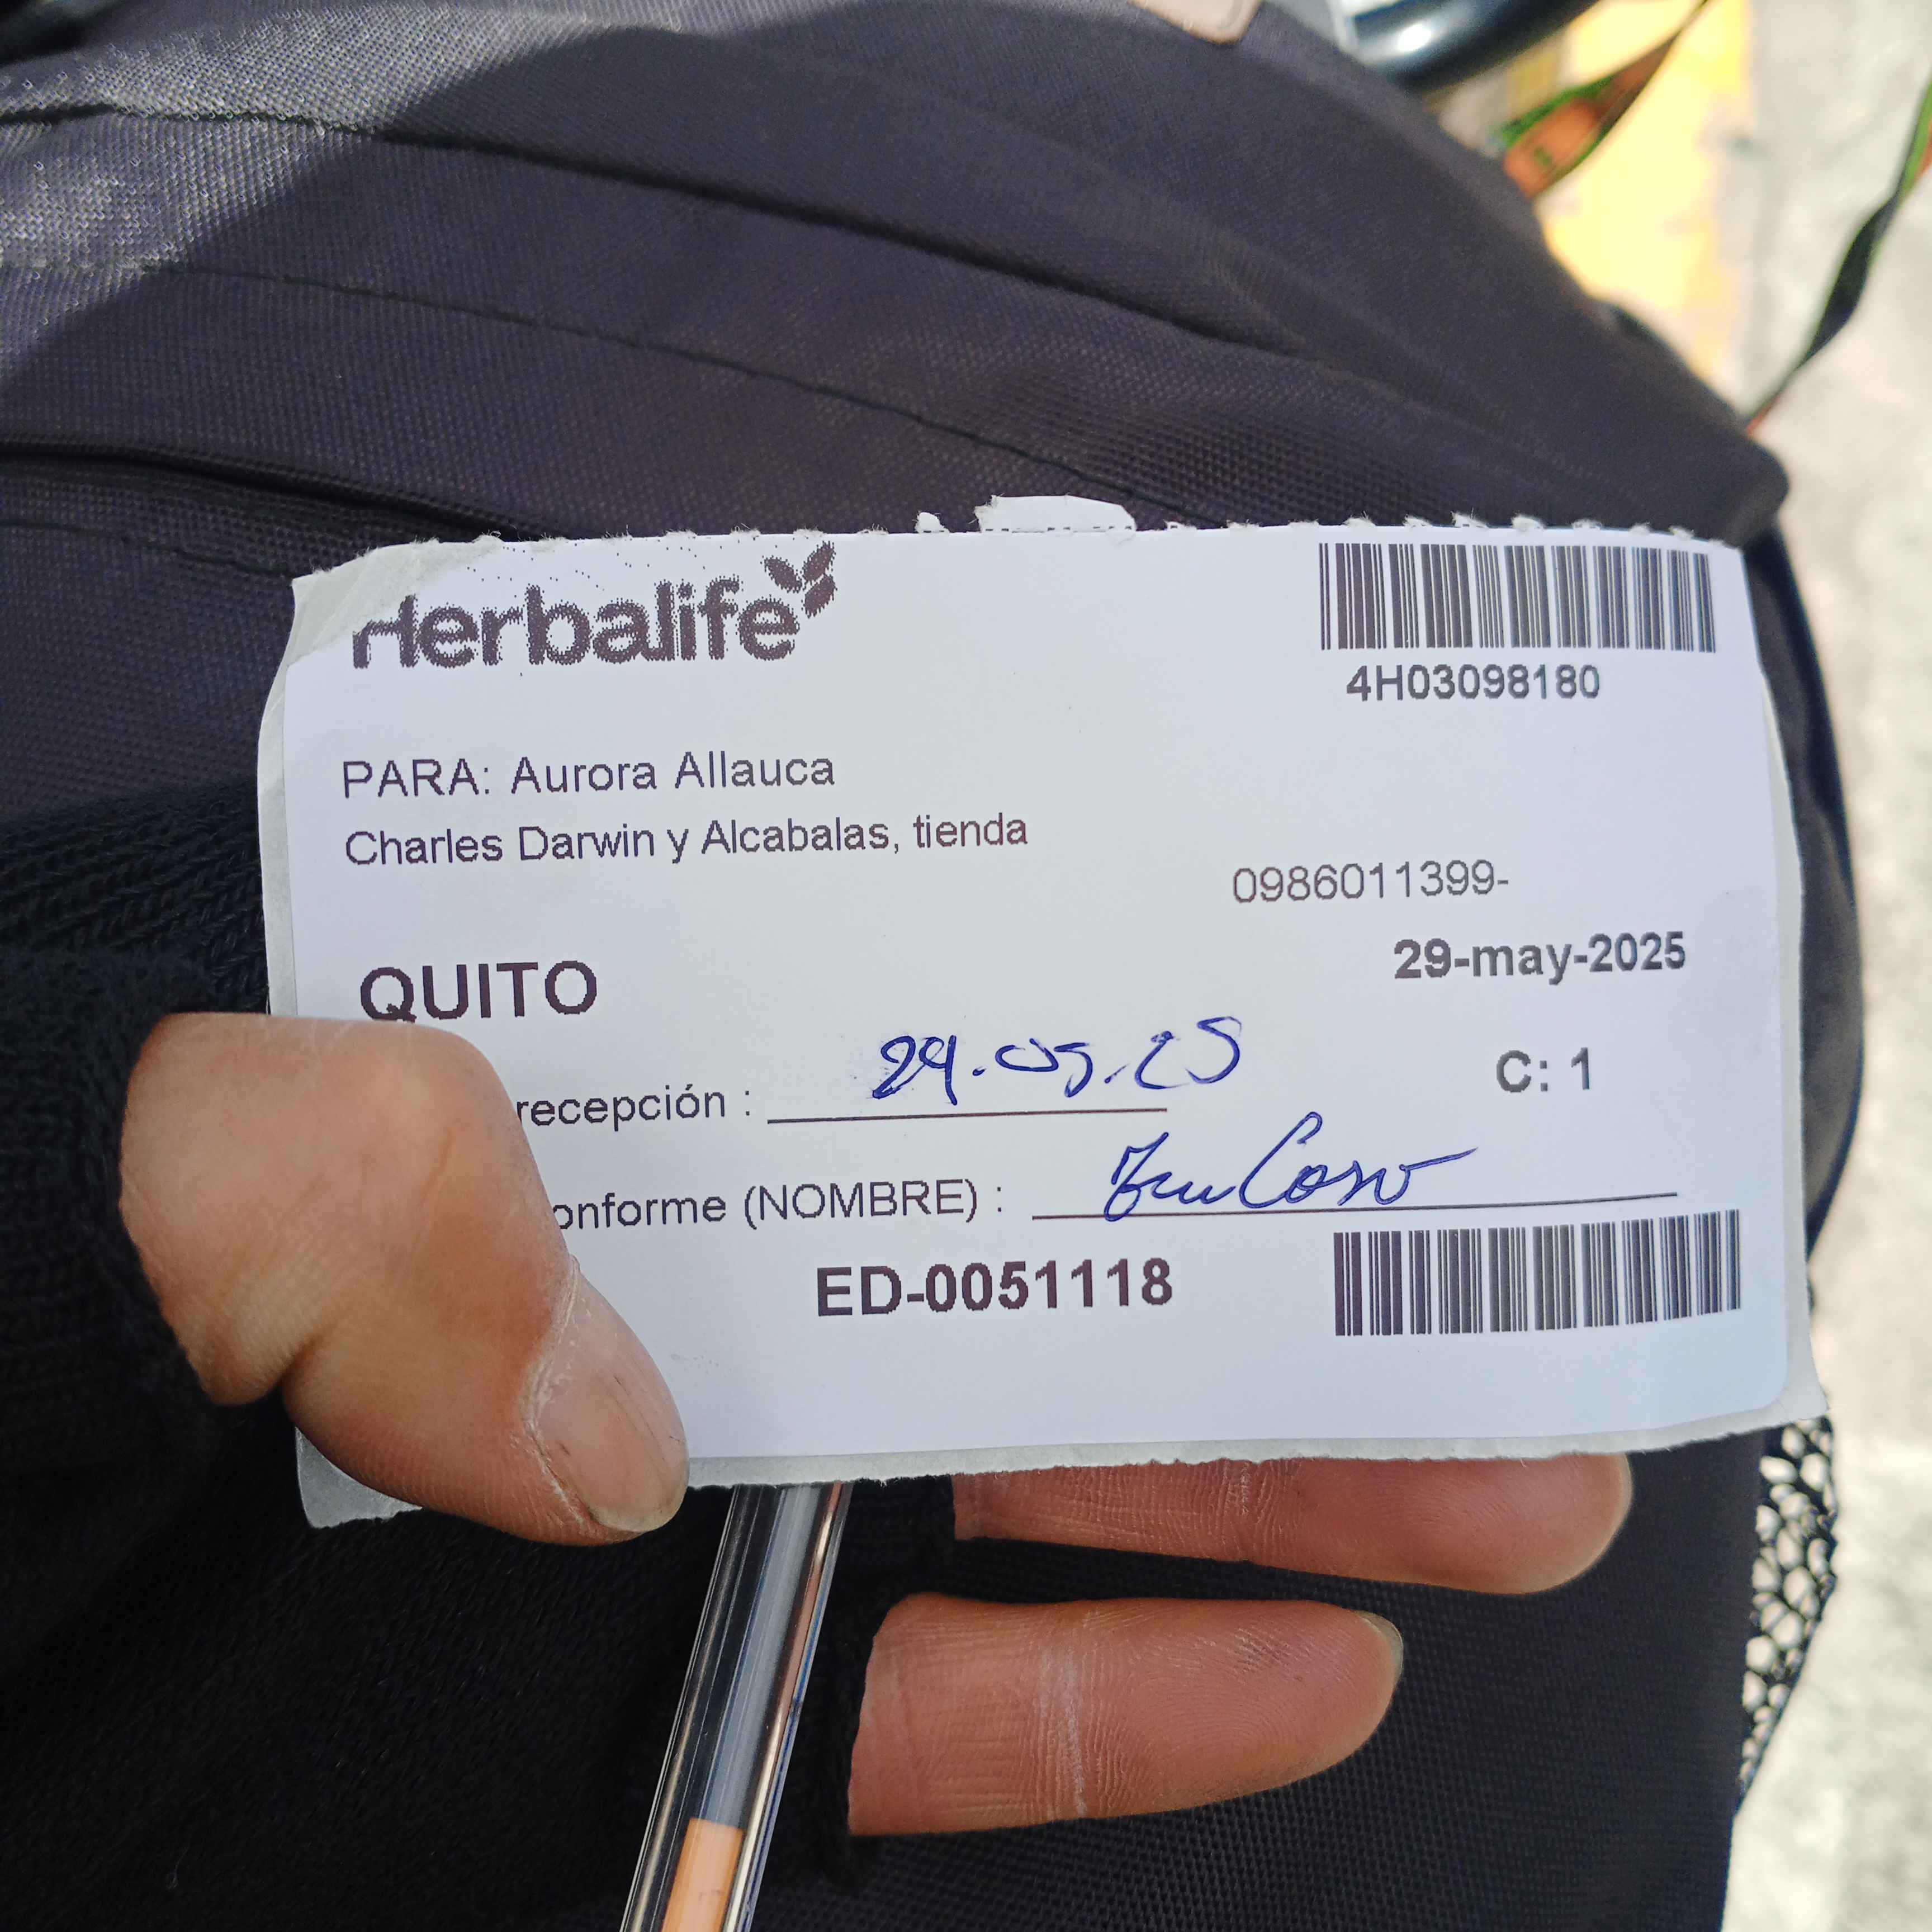 Herbalife
4H03098180
PARA: Aurora Allauca
Charles Darwin y Alcabalas, tienda
0986011399-
29-may-2025
QUITO
recepción : 29.05.25
C: 1
onforme (NOMBRE) :
ED-0051118